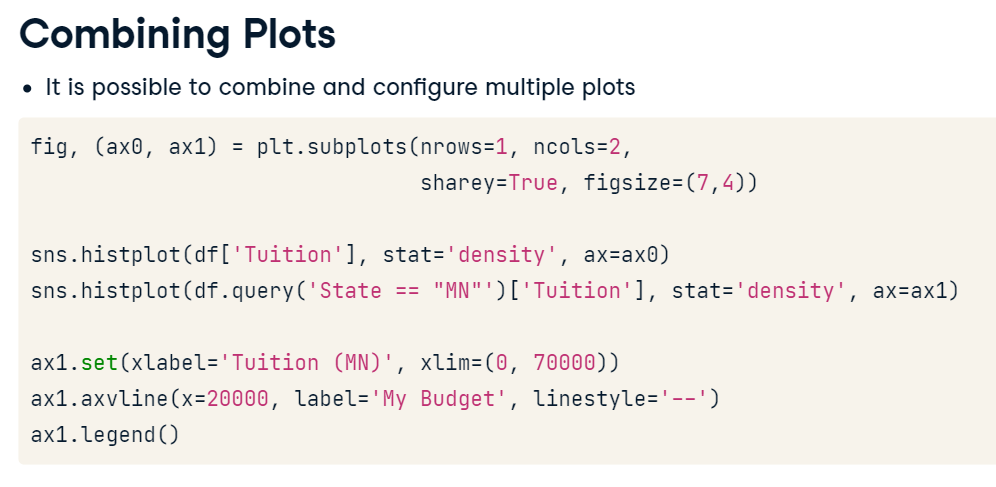 Combining Plots
• It is possible to combine and configure multiple plots
fig, (ax0, ax1) = plt.subplots(nrows=1, ncols=2,
                               sharey=True, figsize=(7,4))
sns.histplot(df['Tuition'], stat='density', ax=ax0)
sns.histplot(df.query('State == "MN"')['Tuition'], stat='density', ax=ax1)
ax1.set(xlabel='Tuition (MN)', xlim=(0, 70000))
ax1.axvline(x=20000, label='My Budget', linestyle='--')
ax1.legend()